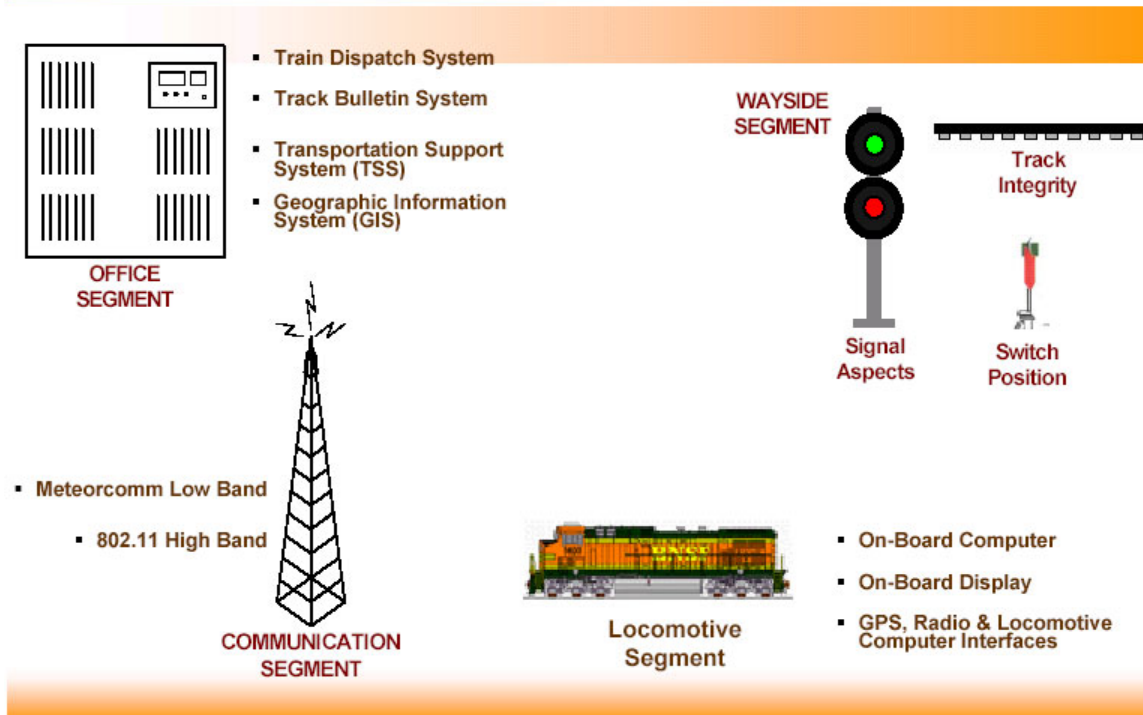 Train Dispatch System
Track Bulletin System
Transportation Support
System (TSS)
Geographic Information
System (GIS)
OFFICE
SEGMENT
WAYSIDE
SEGMENT
Track
Integrity
Signal
Aspects
Switch
Position
Meteorcomm Low Band
802.11 High Band
COMMUNICATION
SEGMENT
Locomotive
Segment
On-Board Computer
On-Board Display
GPS, Radio & Locomotive
Computer Interfaces